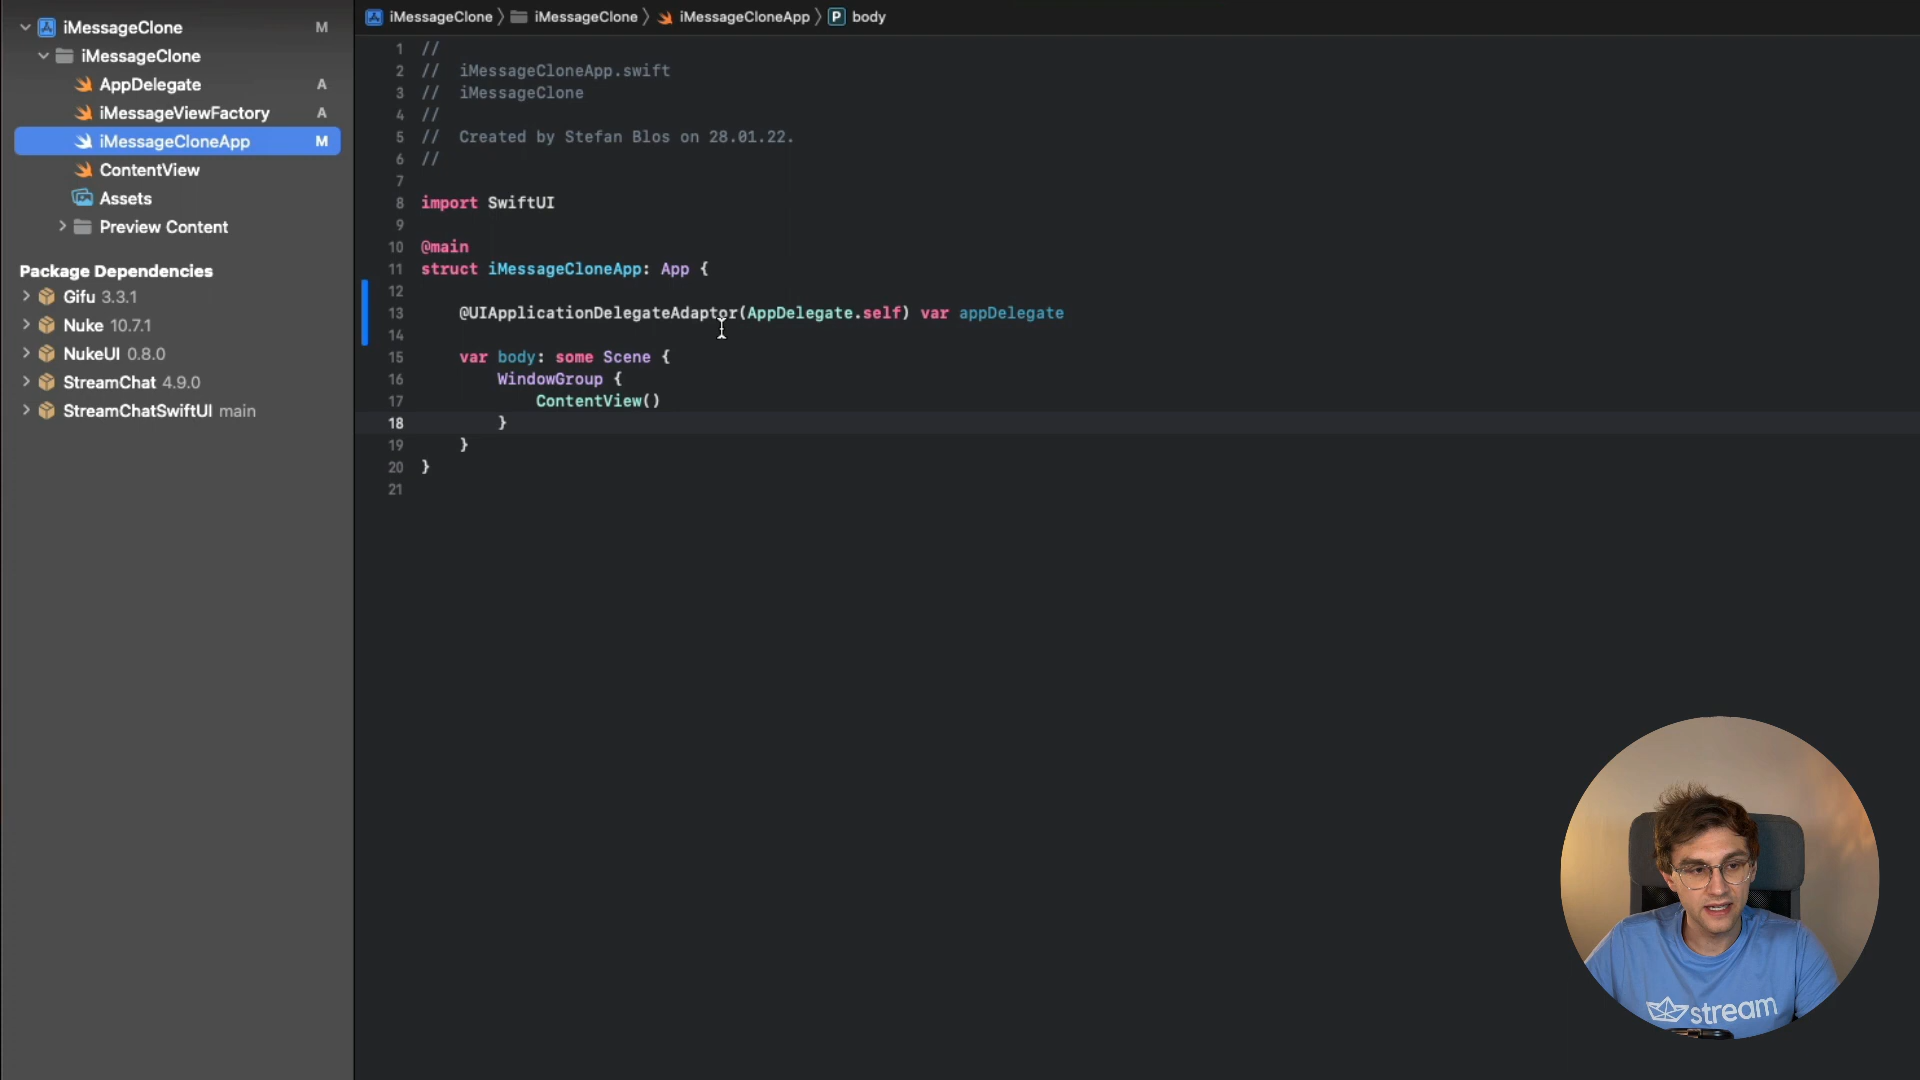 iMessageClone M
iMessageClone
AppDelegate A
iMessageViewFactory A
iMessageCloneApp M
ContentView
Assets
Preview Content
Package Dependencies
Gifu 3.3.1
Nuke 10.7.1
NukeUI 0.8.0
StreamChat 4.9.0
StreamChatSwiftUI main
iMessageClone 〉 iMessageClone 〉 iMessageCloneApp 〉 P body
1 //
2 //  iMessageCloneApp.swift
3 //  iMessageClone
4 //
5 //  Created by Stefan Blos on 28.01.22.
6 //
7
8 import SwiftUI
9
10 @main
11 struct iMessageCloneApp: App {
12
13     @UIApplicationDelegateAdaptor(AppDelegate.self) var appDelegate
14
15     var body: some Scene {
16         WindowGroup {
17             ContentView()
18         }
19     }
20 }
21
stream